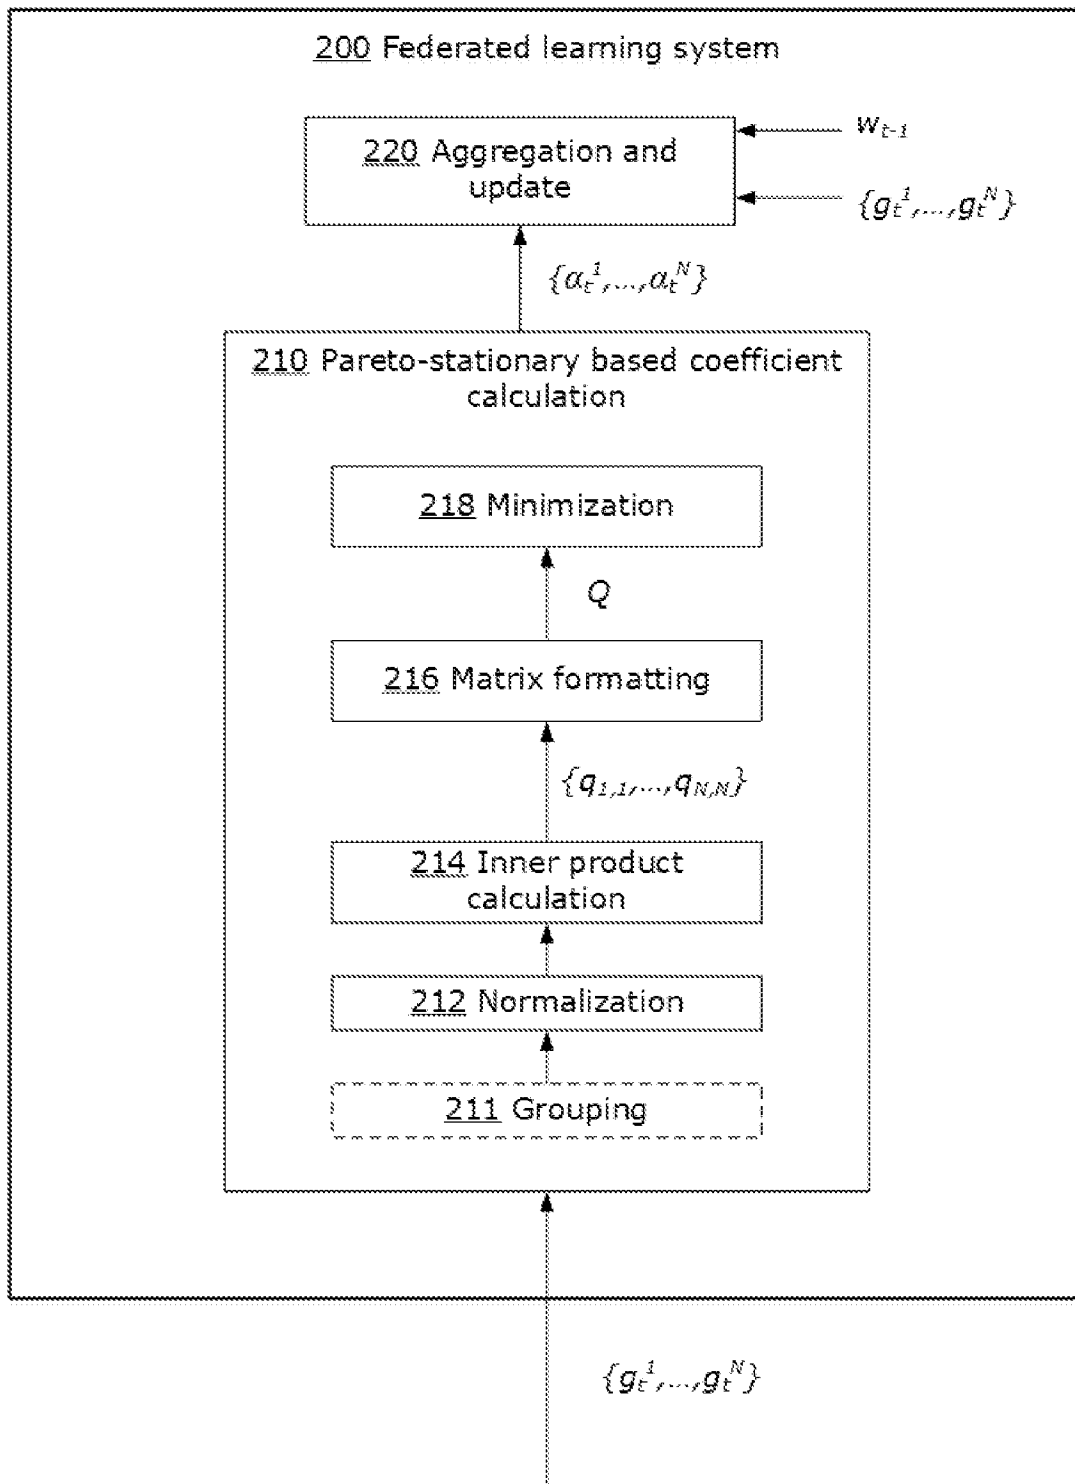 200 Federated learning system
220 Aggregation and
update
w_{t-1}
{g_t^1,...,g_t^N}
{α_t^1,...,α_t^N}
210 Pareto-stationary based coefficient
calculation
218 Minimization
Q
216 Matrix formatting
{q_{1,1},...,q_{N,N}}
214 Inner product
calculation
212 Normalization
211 Grouping
{g_t^1,...,g_t^N}